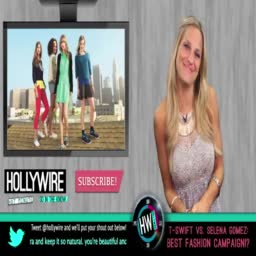 HOLLYWIRE
SUBSCRIBE!
HW
T-SWIFT VS. SELENA GOMEZ:
BEST FASHION CAMPAIGN!?
Tweet @hollywire and we'll put your shout out below!
ra and keep it so natural. you're beautiful anc